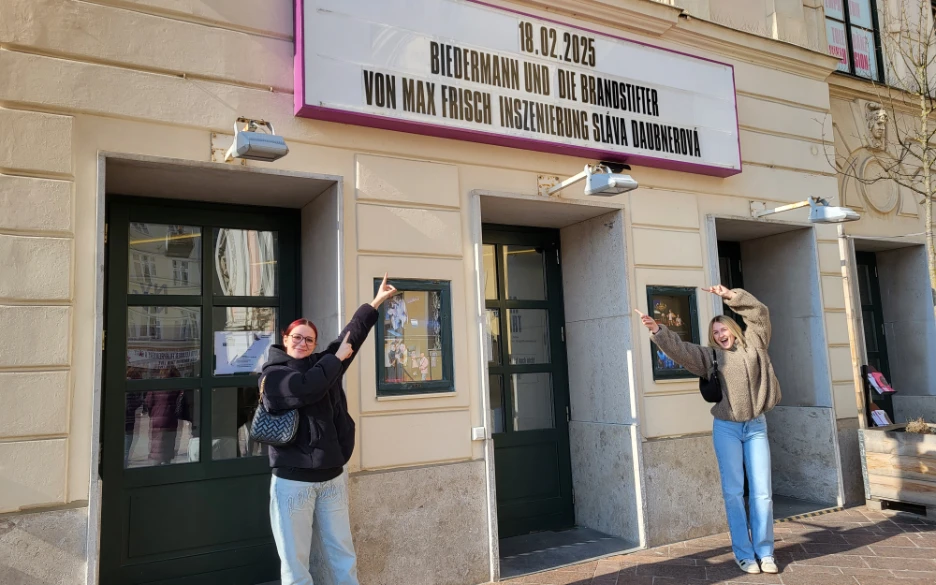 18.02.2025
BIEDERMANN UND DIE BRANDSTIFTER
VON MAX FRISCH INSZENIERUNG SLÁVA DAUBNEROVÁ